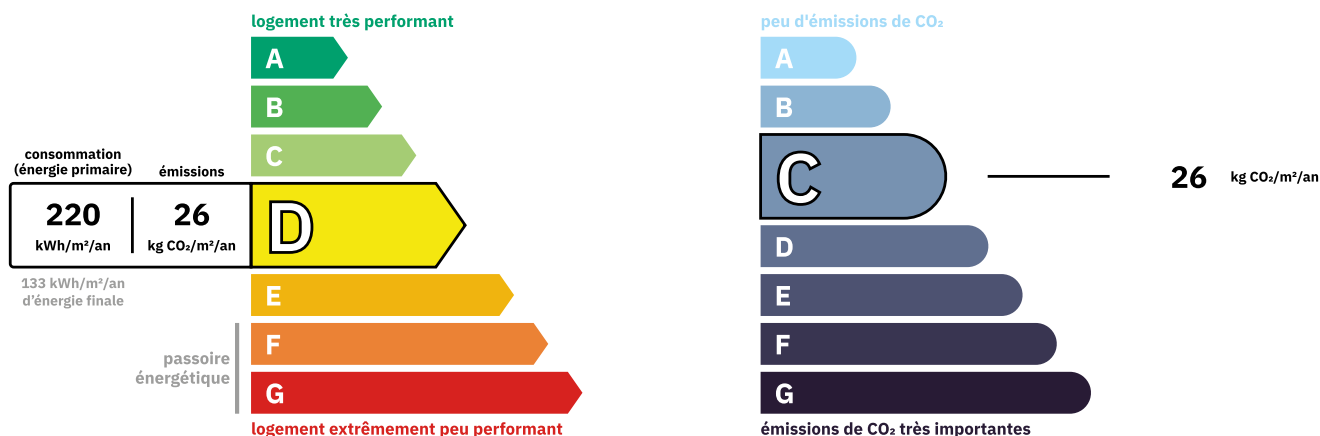 logement très performant
A
B
C
consommation
(énergie primaire)
émissions
220
kWh/m²/an
26
kg CO₂/m²/an
D
133 kWh/m²/an
d'énergie finale
E
passoire
énergétique
F
G
logement extrêmement peu performant
peu d'émissions de CO₂
A
B
C
26 kg CO₂/m²/an
D
E
F
G
émissions de CO₂ très importantes